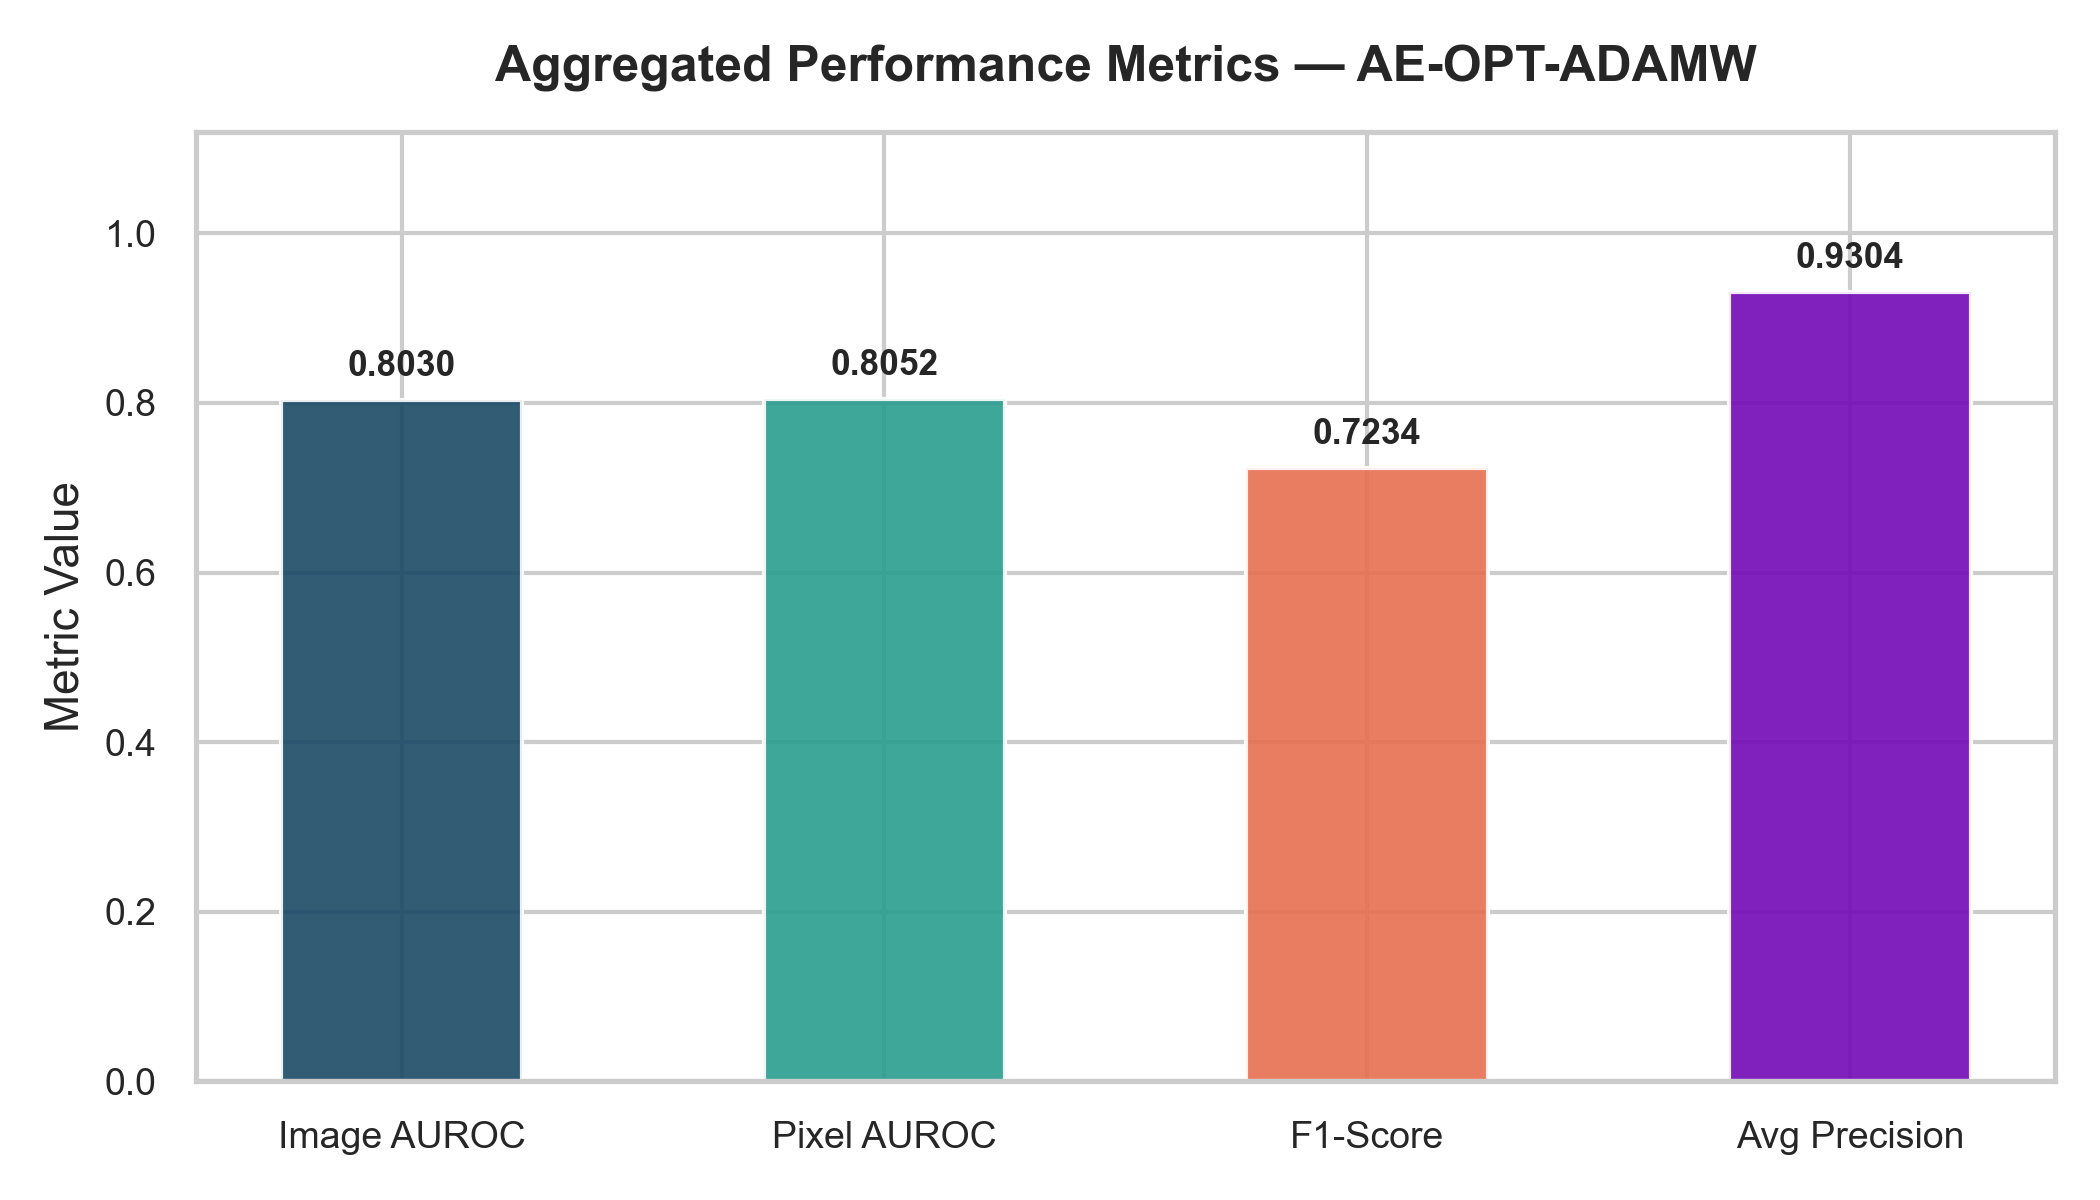 Aggregated Performance Metrics — AE-OPT-ADAMW
Metric Value
1.0
0.8
0.6
0.4
0.2
0.0
0.8030
0.8052
0.7234
0.9304
Image AUROC
Pixel AUROC
F1-Score
Avg Precision